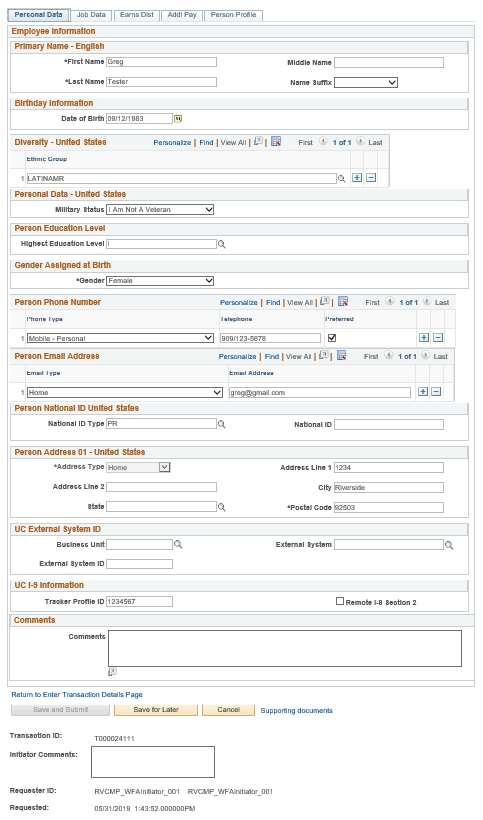 Personal Data Job Data Earns Dist Addl Pay Person Profile
Employee Information
Primary Name - English
*First Name Greg Middle Name
*Last Name Tester Name Suffix
Birthday Information
Date of Birth 09/12/1983
Diversity - United States Personalize | Find | View All | | First 1 of 1 Last
Ethnic Group
1 LATINAMR
Personal Data - United States
Military Status I Am Not A Veteran
Person Education Level
Highest Education Level I
Gender Assigned at Birth
*Gender Female
Person Phone Number Personalize | Find | View All | | First 1 of 1 Last
Phone Type Telephone Preferred
1 Mobile - Personal 909/123-5678
Person Email Address Personalize | Find | View All | | First 1 of 1 Last
Email Type Email Address
1 Home greg@gmail.com
Person National ID United States
National ID Type PR National ID
Person Address 01 - United States
*Address Type Home Address Line 1 1234
Address Line 2 City Riverside
State *Postal Code 92503
UC External System ID
Business Unit External System
External System ID
UC I-9 Information
Tracker Profile ID 1234567 Remote I-9 Section 2
Comments
Comments
Return to Enter Transaction Details Page
Save and Submit Save for Later Cancel Supporting documents
Transaction ID: T000024111
Initiator Comments:
Requester ID: RVCMP_WFAInitiator_001 RVCMP_WFAInitiator_001
Requested: 05/31/2019 1:43:52.000000PM